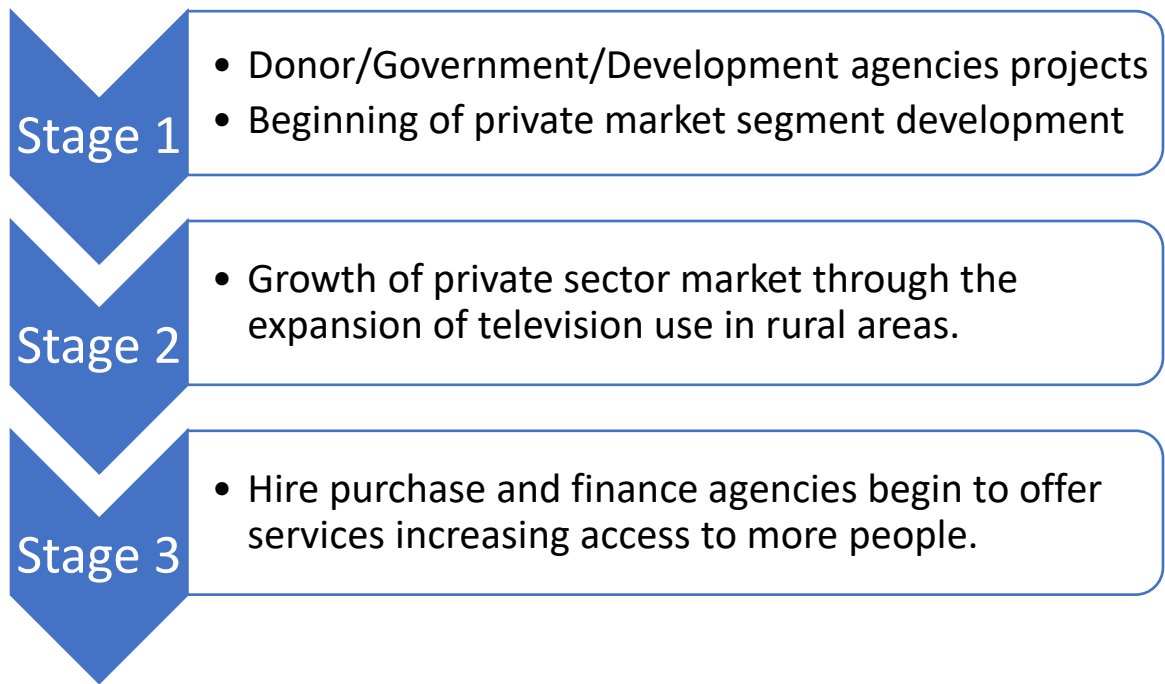 Stage 1
• Donor/Government/Development agencies projects
• Beginning of private market segment development
Stage 2
• Growth of private sector market through the
expansion of television use in rural areas.
Stage 3
• Hire purchase and finance agencies begin to offer
services increasing access to more people.